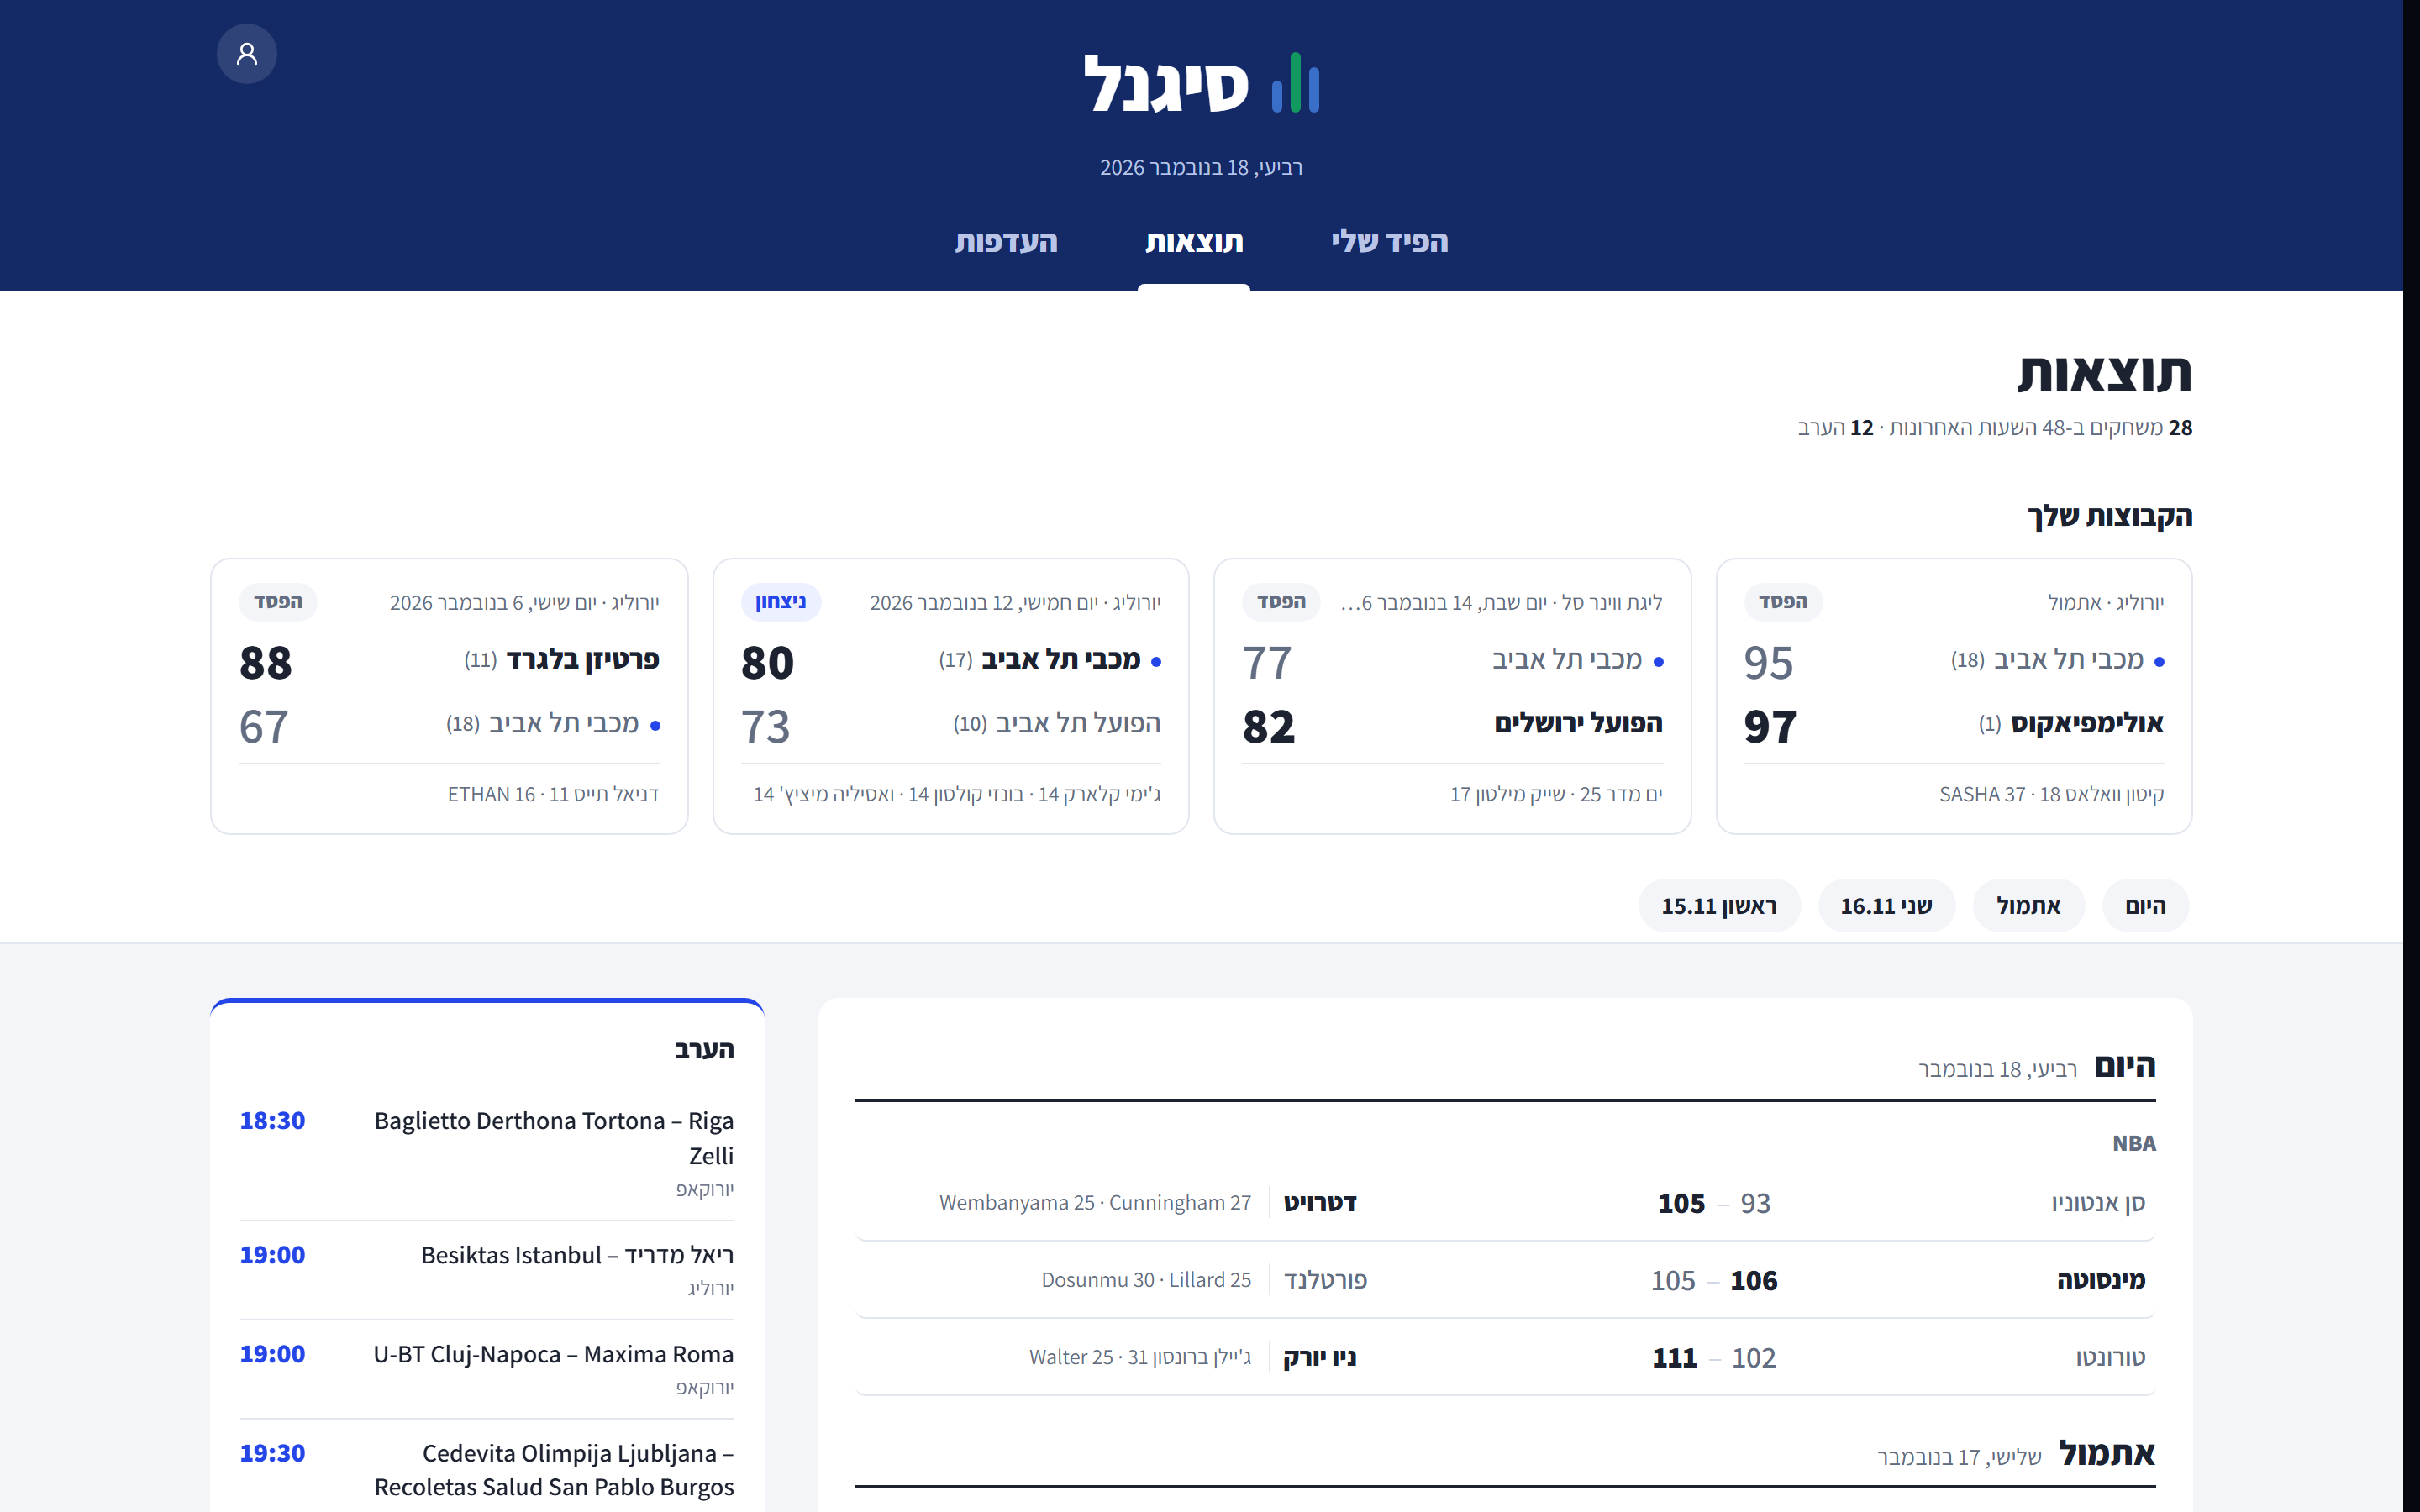 סיגנל
רביעי, 18 בנובמבר 2026
הפיד שלי
תוצאות
העדפות
תוצאות
28 משחקים ב-48 השעות האחרונות · 12 הערב
הקבוצות שלך
יורוליג · אתמול
הפסד
מכבי תל אביב (18) 95
אולימפיאקוס (1) 97
קיטון וואלאס 18 · SASHA 37
ליגת ווינר סל · יום שבת, 14 בנובמבר 6...
הפסד
מכבי תל אביב 77
הפועל ירושלים 82
ים מדר 25 · שייק מילטון 17
יורוליג · יום חמישי, 12 בנובמבר 2026
ניצחון
מכבי תל אביב (17) 80
הפועל תל אביב (10) 73
ג'ימי קלארק 14 · בונזי קולסון 14 · ואסיליה מיציץ' 14
יורוליג · יום שישי, 6 בנובמבר 2026
הפסד
פרטיזן בלגרד (11) 88
מכבי תל אביב (18) 67
דניאל תייס 11 · ETHAN 16
היום
אתמול
שני 16.11
ראשון 15.11
היום רביעי, 18 בנובמבר
NBA
סן אנטוניו 93 – 105 דטרויט Wembanyama 25 · Cunningham 27
מינסוטה 106 – 105 פורטלנד Dosunmu 30 · Lillard 25
טורונטו 102 – 111 ניו יורק ג'יילן ברונסון 31 · Walter 25
אתמול שלישי, 17 בנובמבר
הערב
Baglietto Derthona Tortona – Riga 18:30
Zelli
יורוקאפ
ריאל מדריד – Besiktas Istanbul 19:00
יורוליג
U-BT Cluj-Napoca – Maxima Roma 19:00
יורוקאפ
Cedevita Olimpija Ljubljana – 19:30
Recoletas Salud San Pablo Burgos